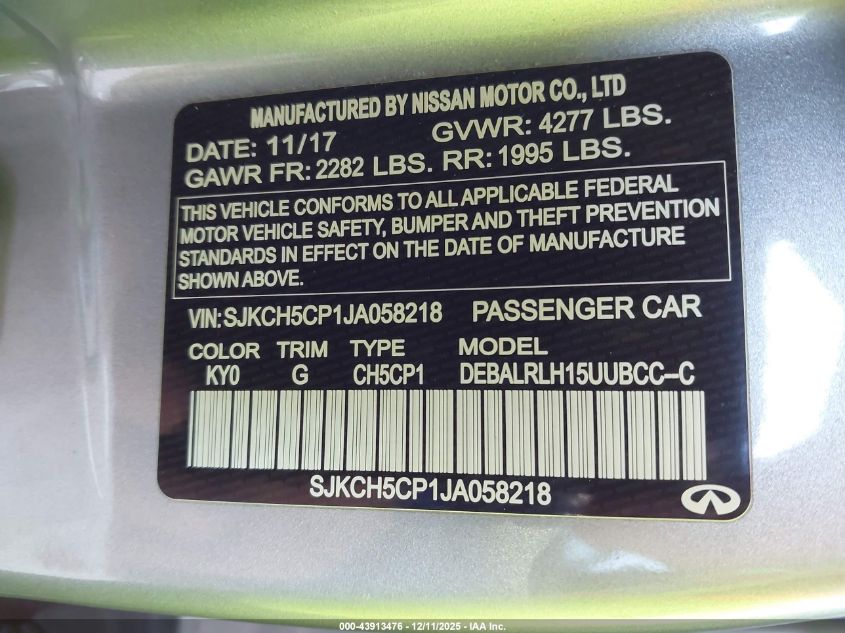 MANUFACTURED BY NISSAN MOTOR CO., LTD
DATE: 11/17 GVWR: 4277 LBS.
GAWR FR: 2282 LBS. RR: 1995 LBS.
THIS VEHICLE CONFORMS TO ALL APPLICABLE FEDERAL
MOTOR VEHICLE SAFETY, BUMPER AND THEFT PREVENTION
STANDARDS IN EFFECT ON THE DATE OF MANUFACTURE
SHOWN ABOVE.
VIN: SJKCH5CP1JA058218 PASSENGER CAR
COLOR TRIM TYPE MODEL
KY0 G CH5CP1 DEBALRLH15UUBCC–C
SJKCH5CP1JA058218
000-43913476 - 12/11/2025 - IAA Inc.